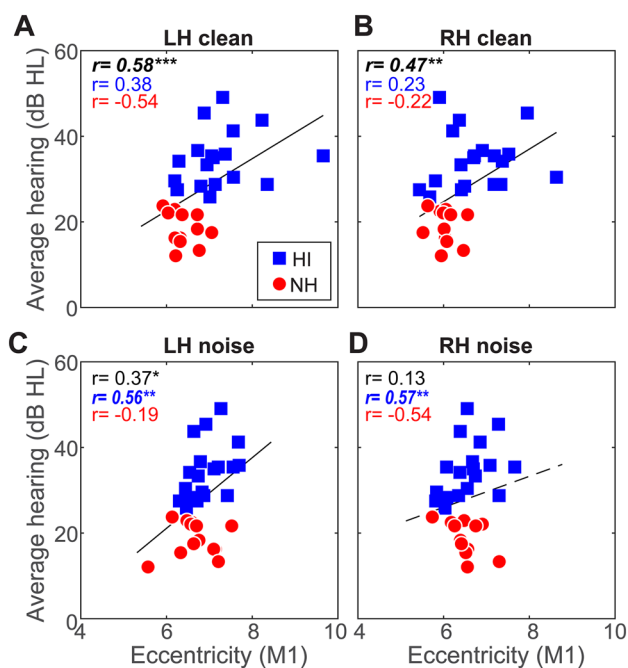 A
LH clean
B
RH clean
Average hearing (dB HL)
60
40
20
0
r= 0.58***
r= 0.38
r= -0.54
HI
NH
r= 0.47**
r= 0.23
r= -0.22
C
LH noise
D
RH noise
Average hearing (dB HL)
60
40
20
0
r= 0.37*
r= 0.56**
r= -0.19
r= 0.13
r= 0.57**
r= -0.54
4 6 8 10
4 6 8 10
Eccentricity (M1)
Eccentricity (M1)